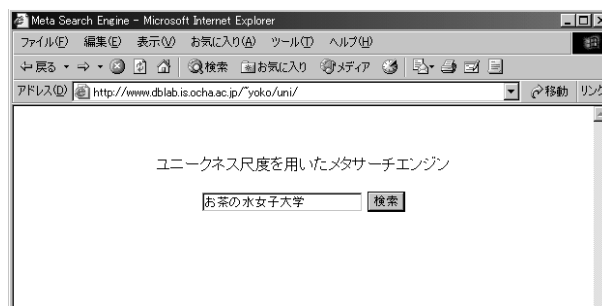 Meta Search Engine - Microsoft Internet Explorer
ファイル(F) 編集(E) 表示(V) お気に入り(A) ツール(T) ヘルプ(H)
戻る 検索 お気に入り メディア
アドレス(D) http://www.dblab.is.ocha.ac.jp/~yoko/uni/ 移動 リンク
ユニークネス尺度を用いたメタサーチエンジン
お茶の水女子大学 検索